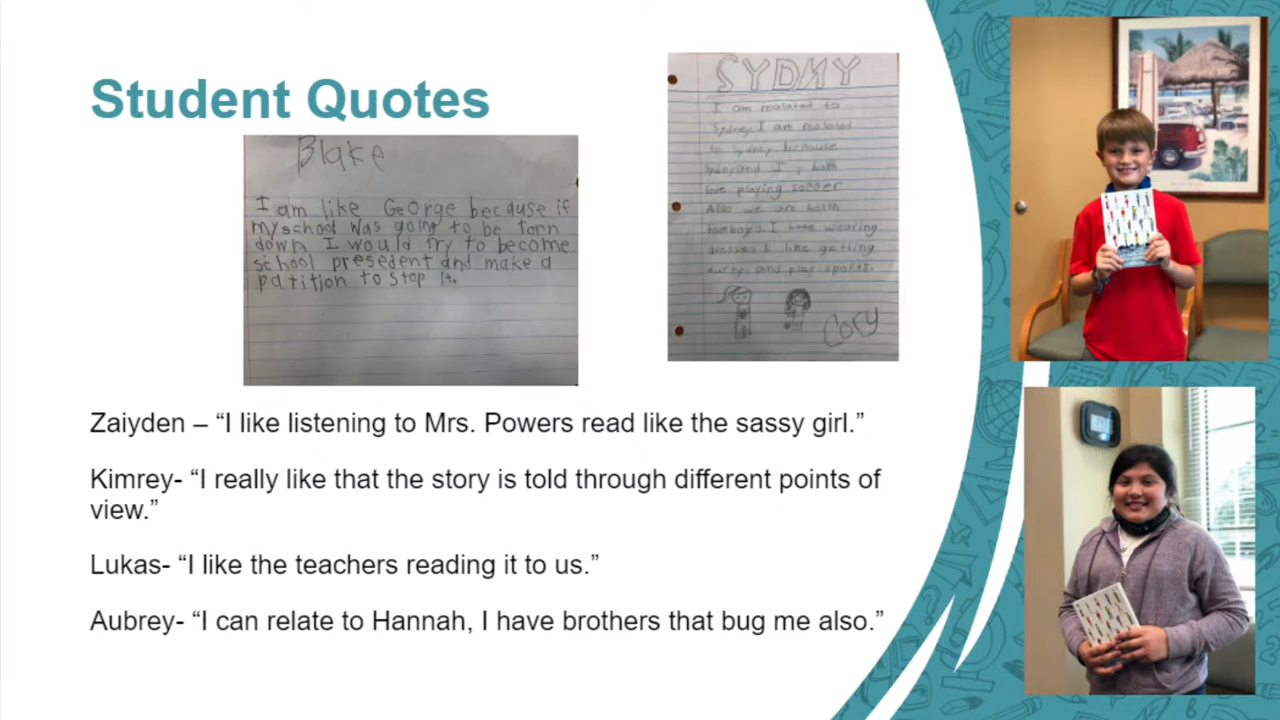 Student Quotes
Blake
I am like George because if
my school was going to be torn
down I would try to become
school presedent and make a
patition to stop it.
SYDNY
I am realated to
Sydney. I am realated
to Sydney because
Sydney and I, both
love playing soccer
Also we are bolth
tomboys. I hate wearing
dresses I like getting
durty and play sports.
Cory
Zaiyden – “I like listening to Mrs. Powers read like the sassy girl.”
Kimrey- “I really like that the story is told through different points of
view.”
Lukas- “I like the teachers reading it to us.”
Aubrey- “I can relate to Hannah, I have brothers that bug me also.”